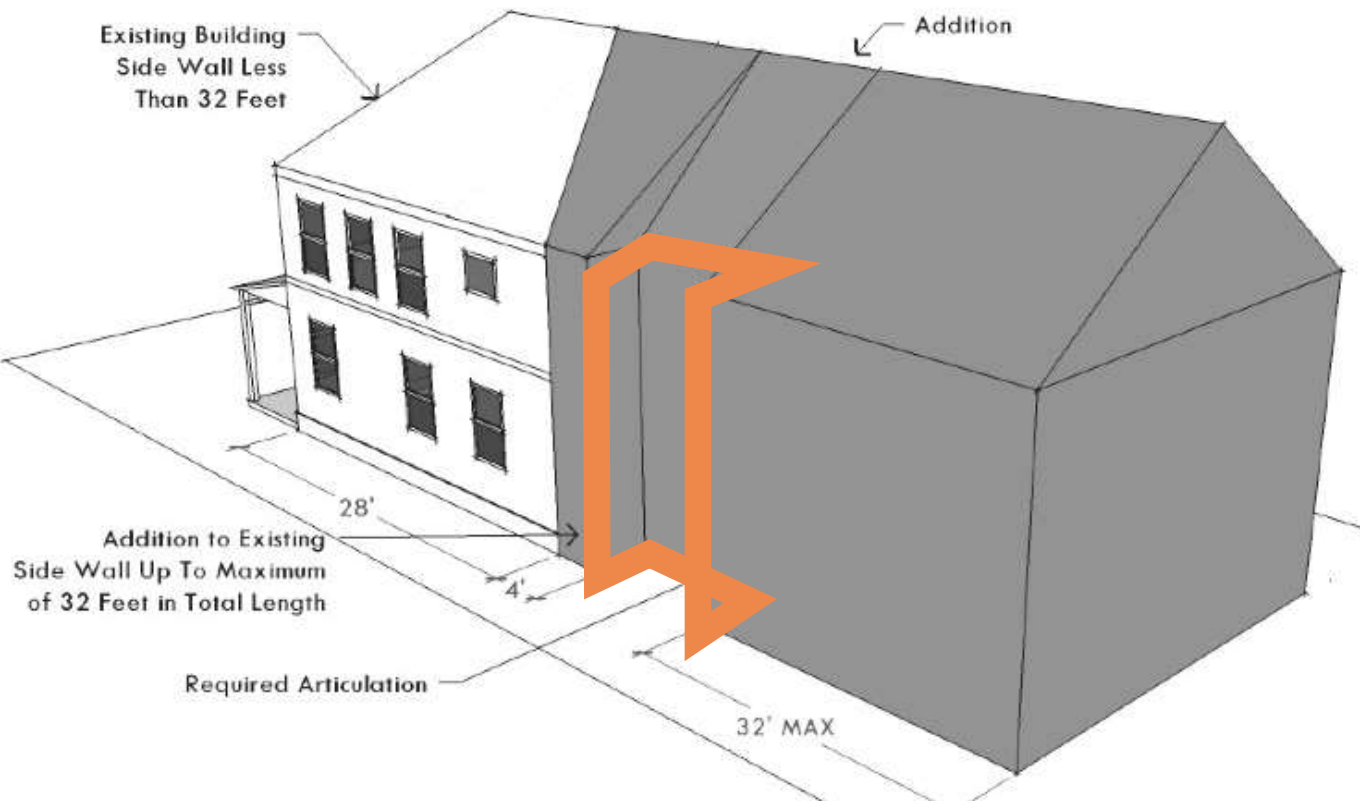 Existing Building
Side Wall Less
Than 32 Feet
Addition
28'
Addition to Existing
Side Wall Up To Maximum
of 32 Feet in Total Length
4'
Required Articulation
32' MAX